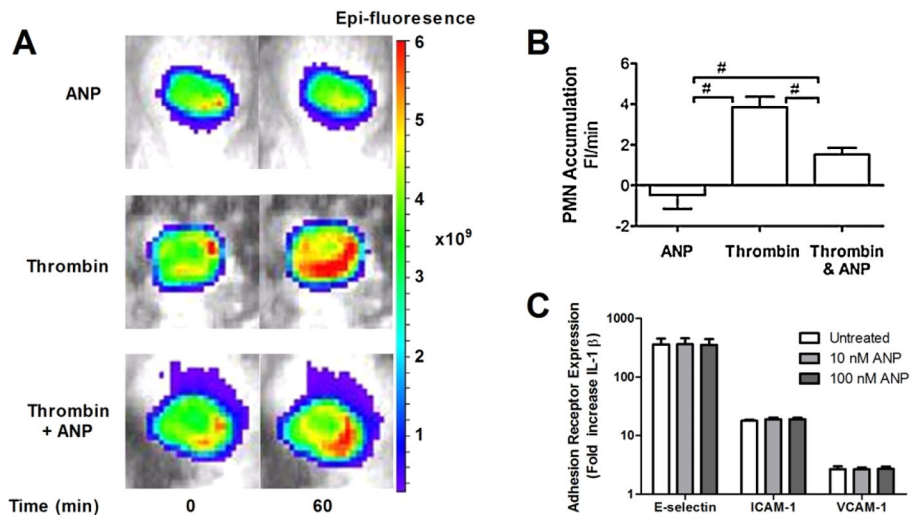 A
Epi-fluoresence
ANP
Thrombin
Thrombin
+ ANP
Time (min) 0 60
6
5
4
x10⁹
3
2
1
B
PMN Accumulation
FI/min
6
4
2
0
-2
#
#
#
ANP Thrombin Thrombin
& ANP
C
Adhesion Receptor Expression
(Fold increase IL-1 β)
1000
100
10
1
Untreated
10 nM ANP
100 nM ANP
E-selectin ICAM-1 VCAM-1